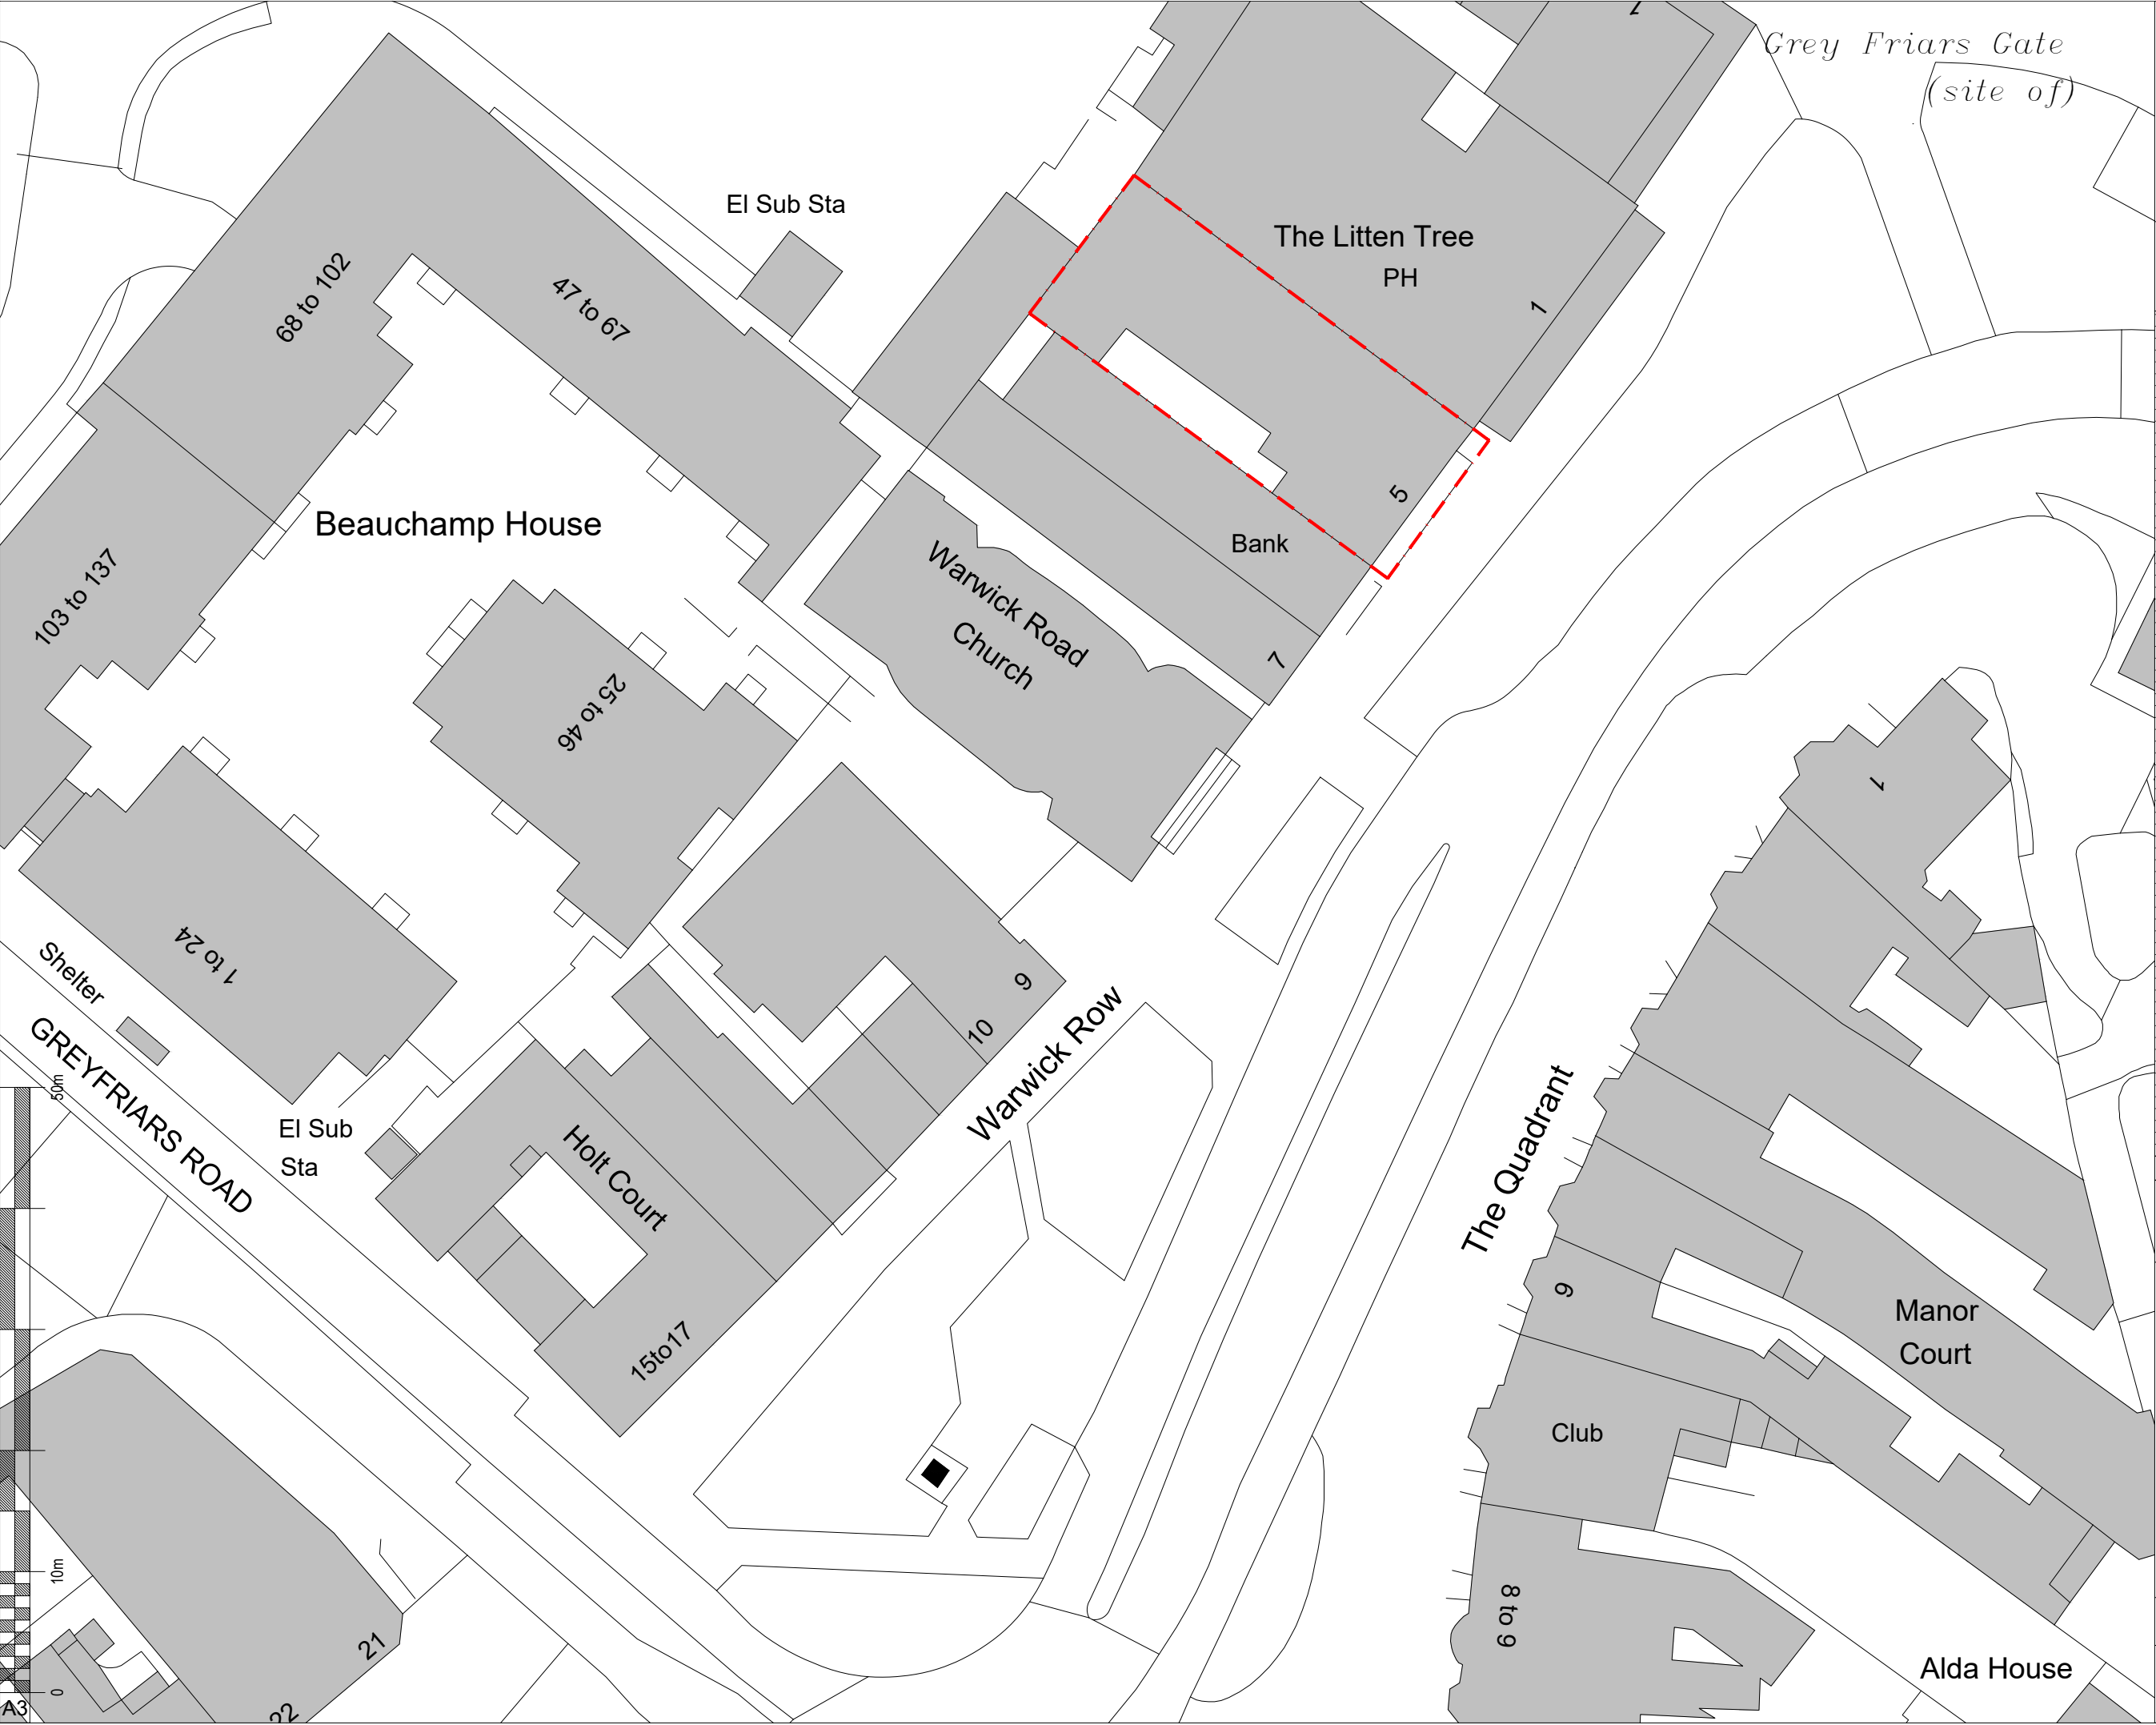 1
Grey Friars Gate
(site of)
El Sub Sta
The Litten Tree
PH
1
68 to 102
47 to 67
5
Beauchamp House
Bank
103 to 137
Warwick Road
Church
7
25 to 46
1
1 to 24
Shelter
9
10
Warwick Row
GREYFRIARS ROAD
50m
El Sub
Sta
Holt Court
The Quadrant
6
Manor
Court
15to17
Club
10m
8 to 9
21
Alda House
0
A3
22